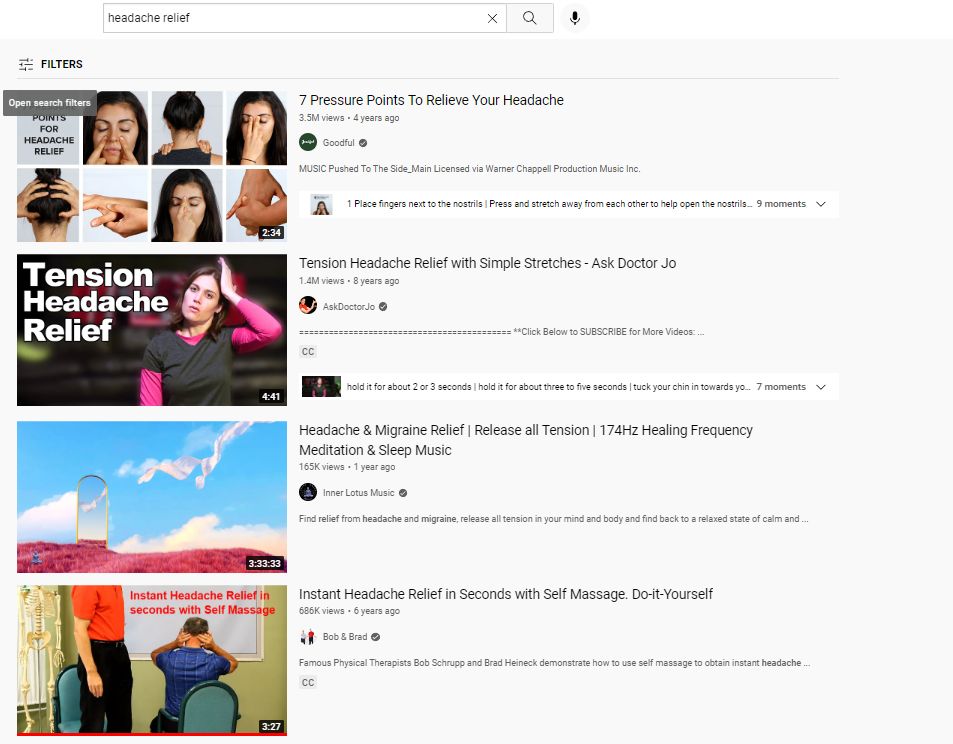 headache relief
FILTERS
Open search filters
POINTS
FOR
HEADACHE
RELIEF
2:34
7 Pressure Points To Relieve Your Headache
3.5M views • 4 years ago
Goodful
MUSIC Pushed To The Side_Main Licensed via Warner Chappell Production Music Inc.
1 Place fingers next to the nostrils | Press and stretch away from each other to help open the nostrils... 9 moments
Tension
Headache
Relief
4:41
Tension Headache Relief with Simple Stretches - Ask Doctor Jo
1.4M views • 8 years ago
AskDoctorJo
========================================== **Click Below to SUBSCRIBE for More Videos: ...
CC
hold it for about 2 or 3 seconds | hold it for about three to five seconds | tuck your chin in towards yo... 7 moments
3:33:33
Headache & Migraine Relief | Release all Tension | 174Hz Healing Frequency
Meditation & Sleep Music
165K views • 1 year ago
Inner Lotus Music
Find relief from headache and migraine, release all tension in your mind and body and find back to a relaxed state of calm and ...
Instant Headache Relief in
seconds with Self Massage
3:27
Instant Headache Relief in Seconds with Self Massage. Do-it-Yourself
686K views • 6 years ago
Bob & Brad
Famous Physical Therapists Bob Schrupp and Brad Heineck demonstrate how to use self massage to obtain instant headache ...
CC